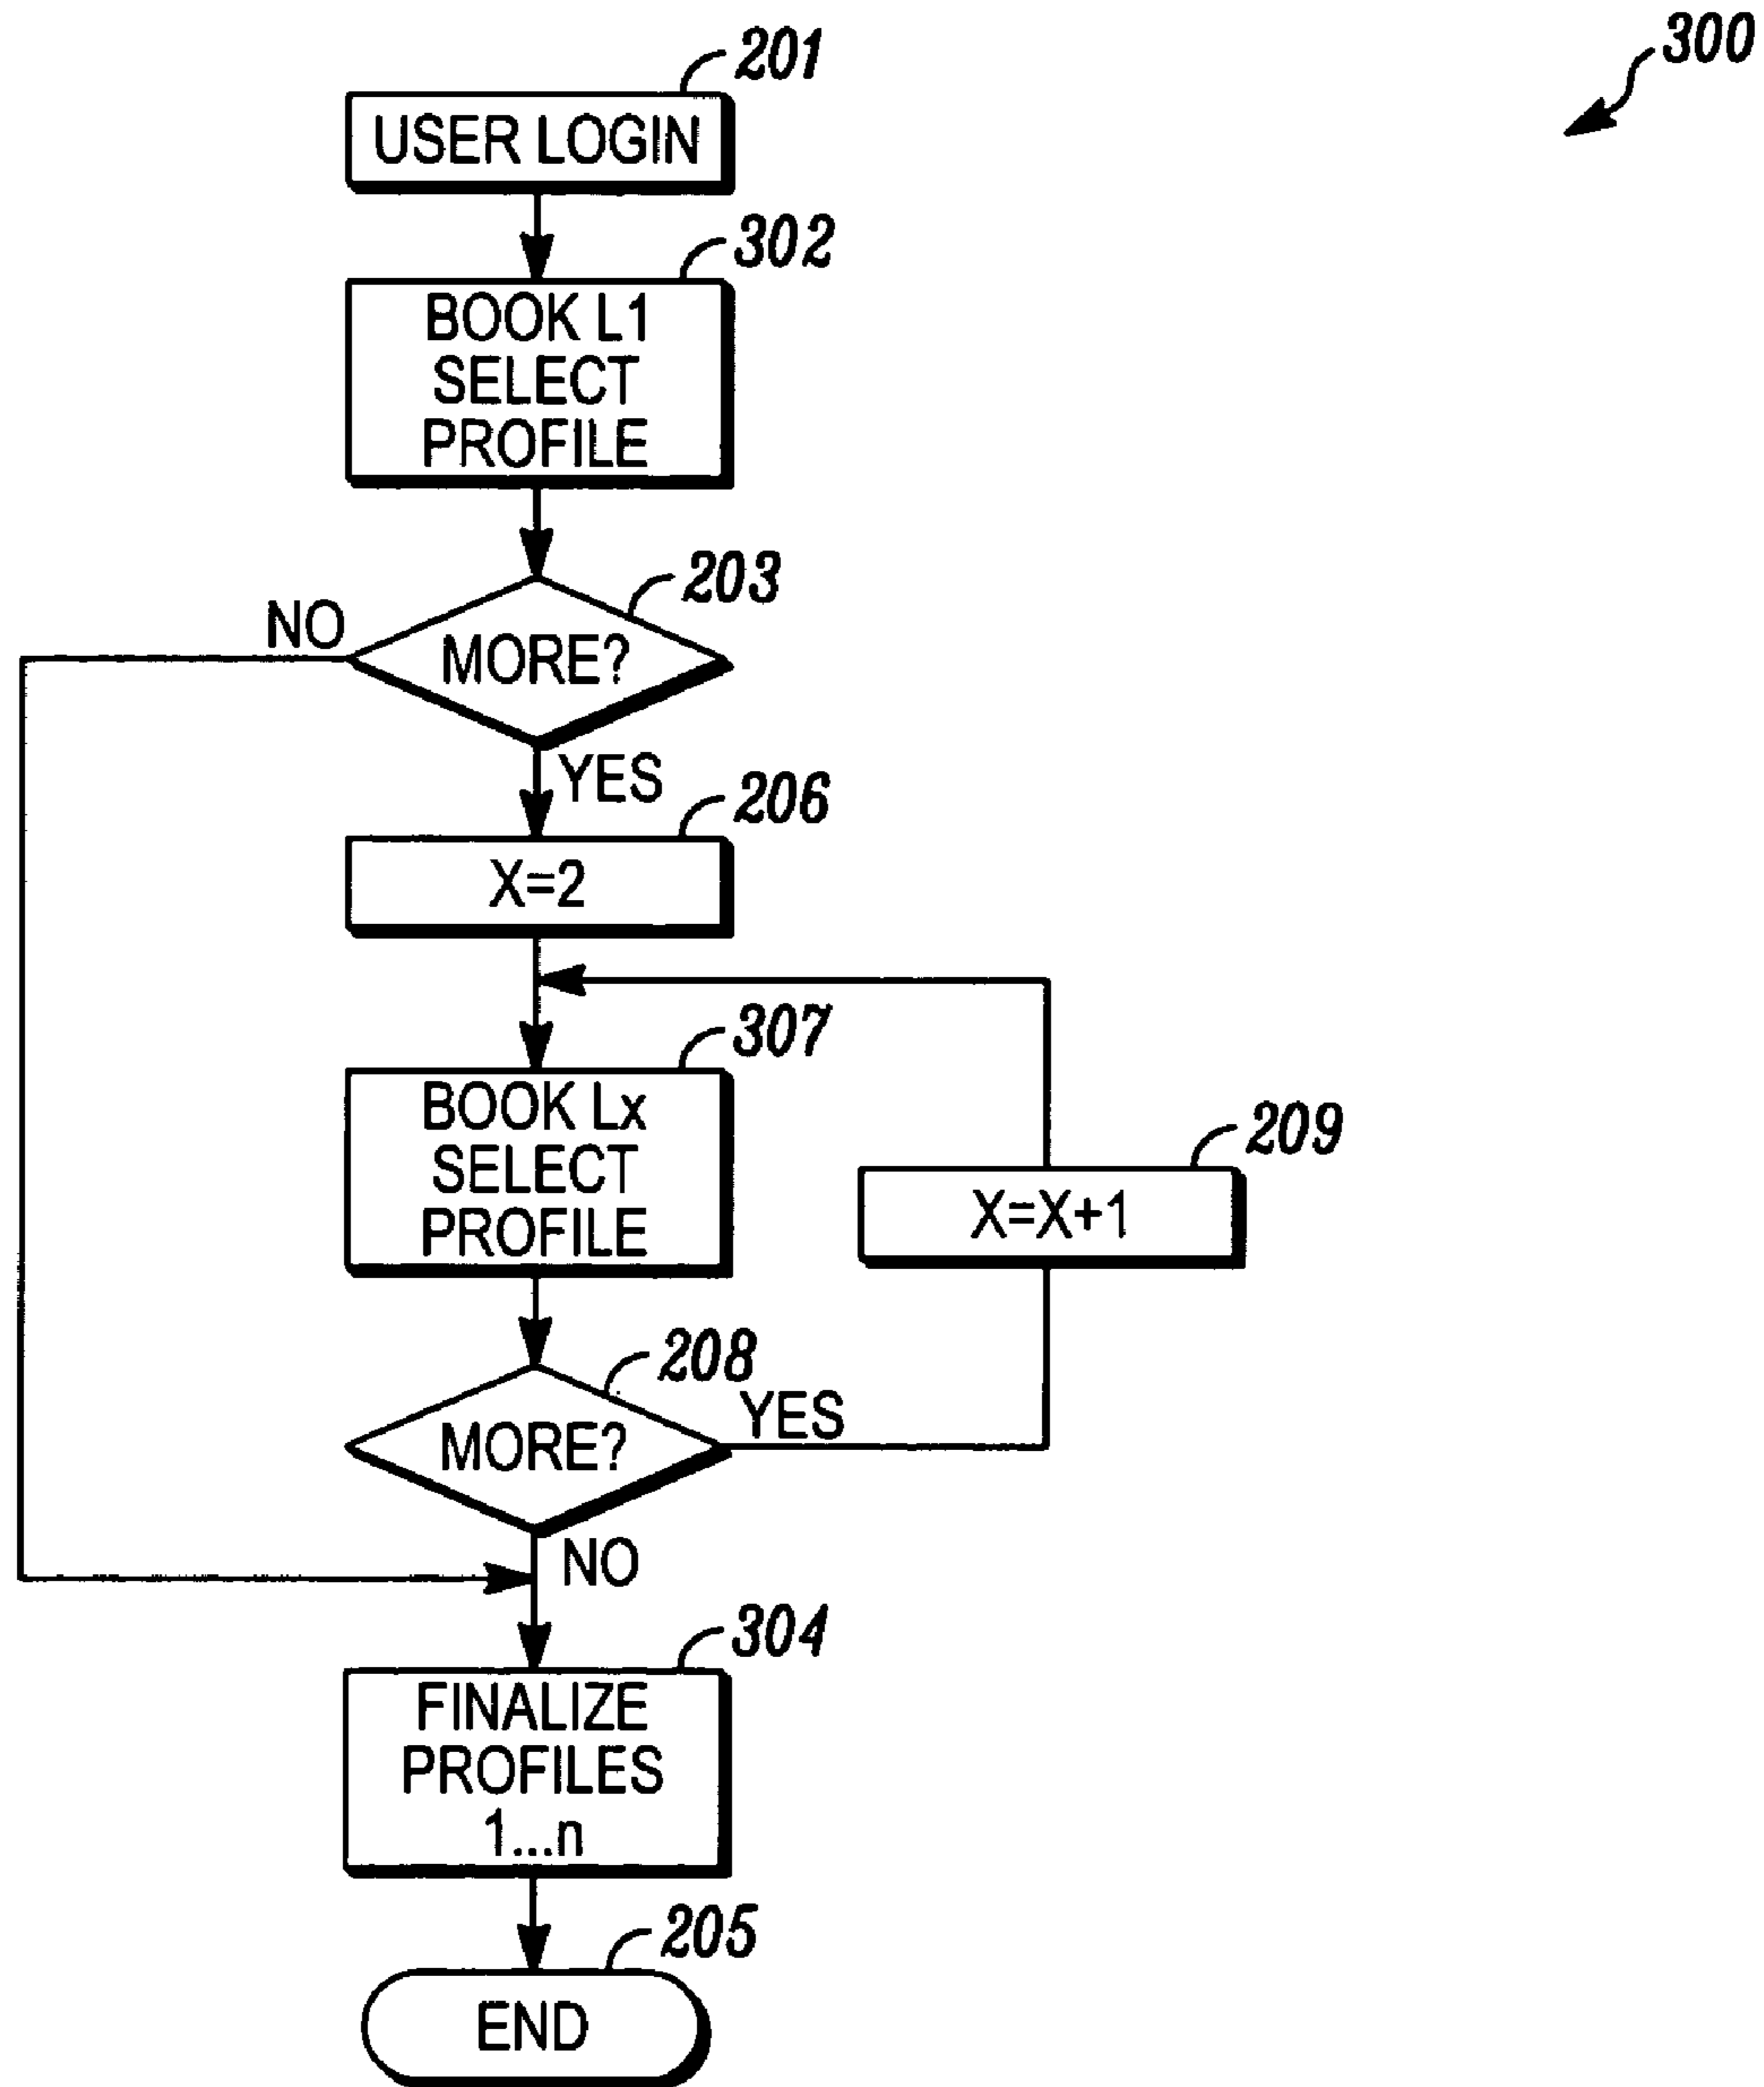 300
201
USER LOGIN
302
BOOK L1
SELECT
PROFILE
203
NO
MORE?
YES
206
X=2
307
BOOK Lx
SELECT
PROFILE
209
X=X+1
208
YES
MORE?
NO
304
FINALIZE
PROFILES
1...n
205
END